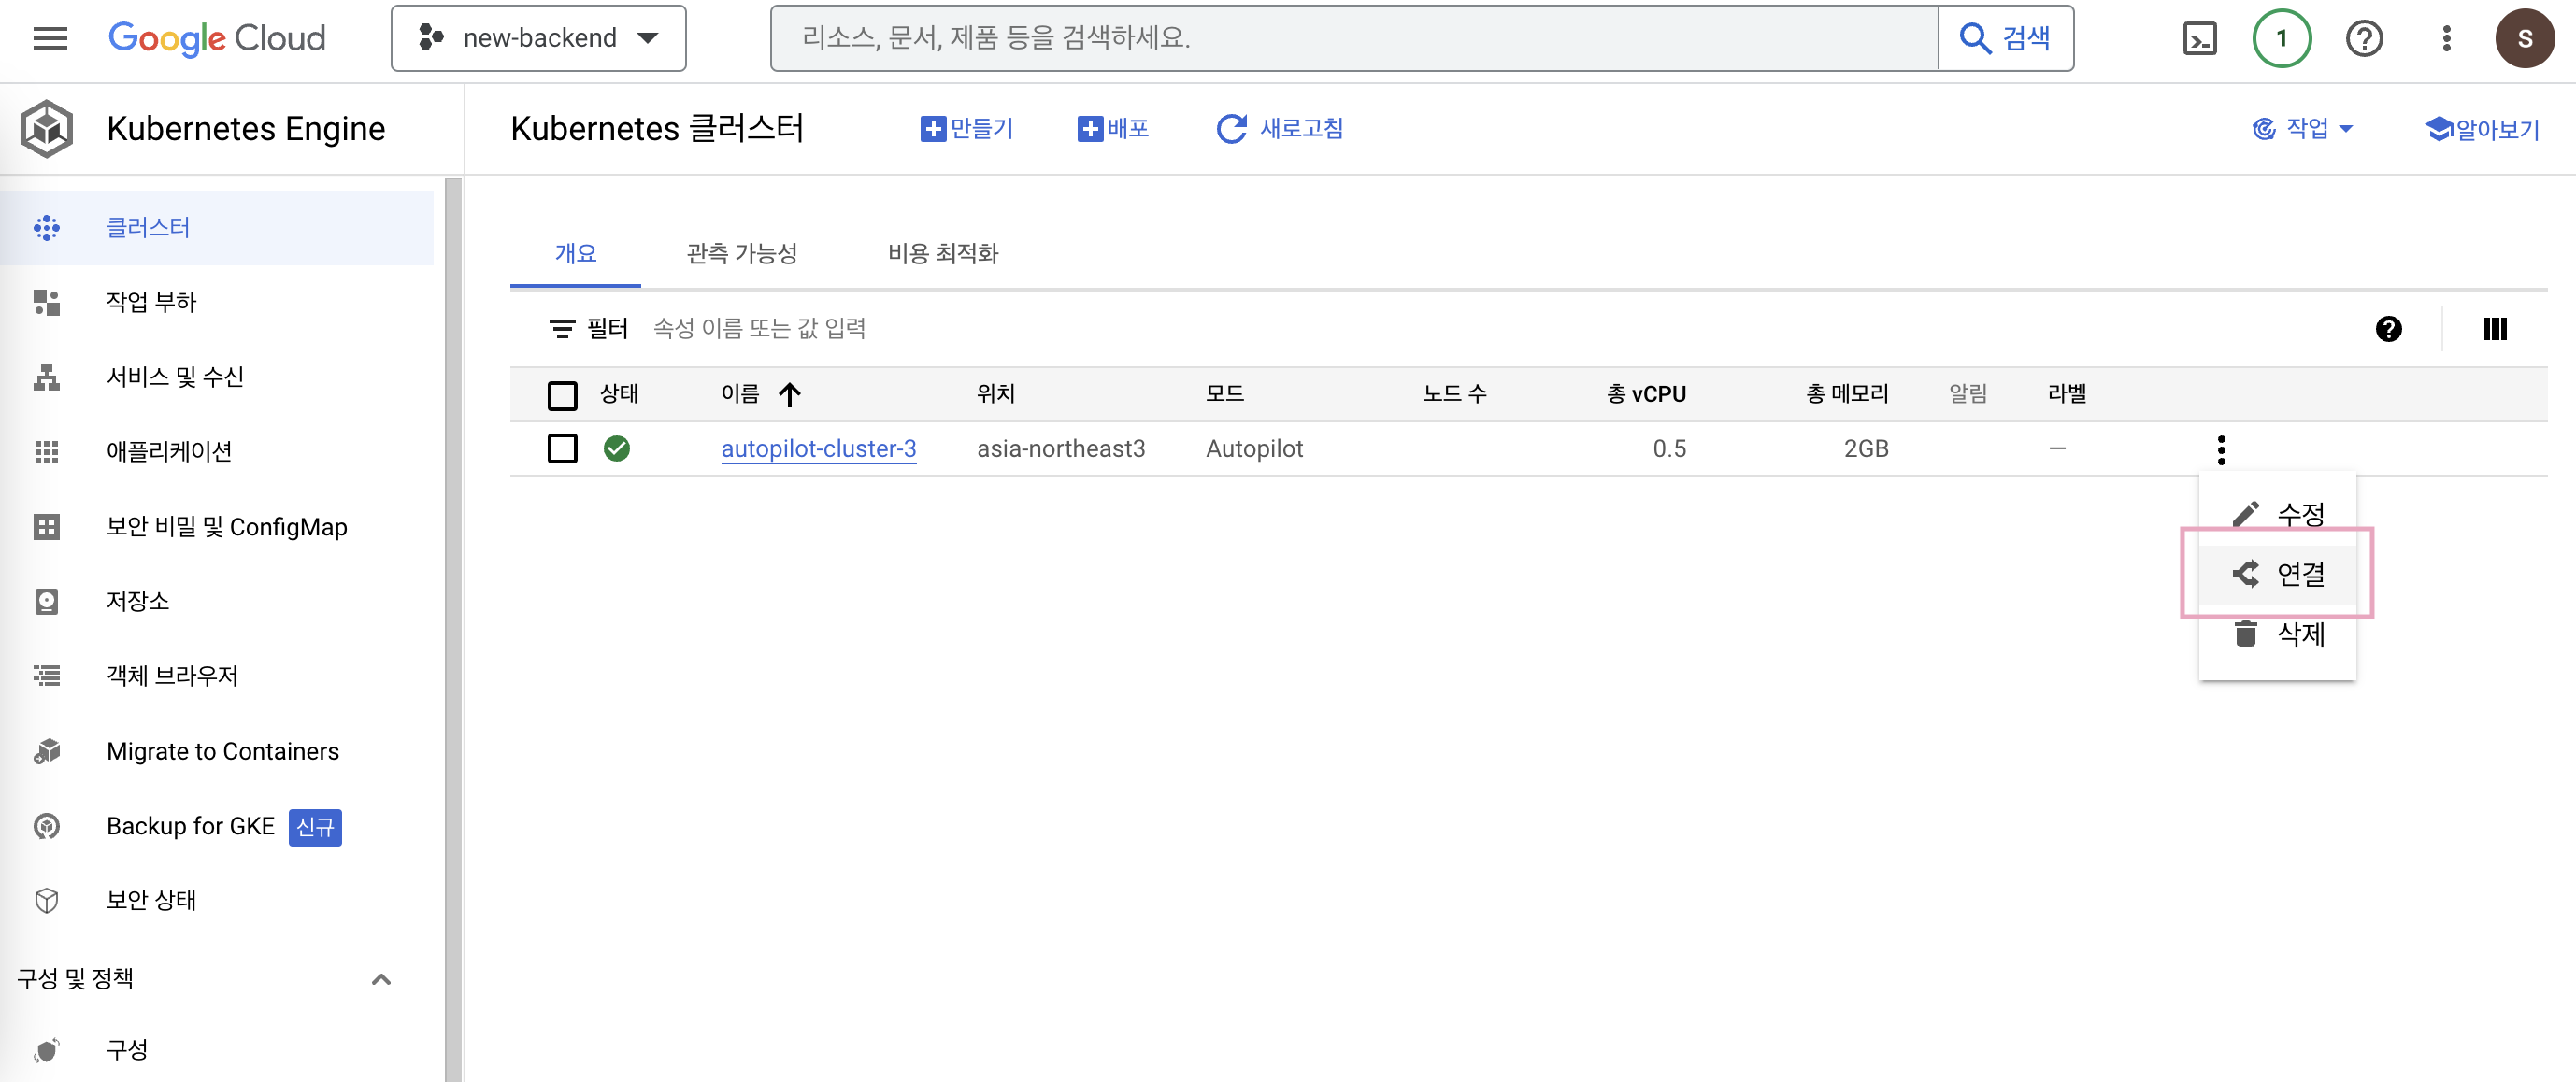 Google Cloud
new-backend
리소스, 문서, 제품 등을 검색하세요.
검색
1
S
Kubernetes Engine
Kubernetes 클러스터
만들기
배포
새로고침
작업
알아보기
클러스터
작업 부하
서비스 및 수신
애플리케이션
보안 비밀 및 ConfigMap
저장소
객체 브라우저
Migrate to Containers
Backup for GKE 신규
보안 상태
구성 및 정책
구성
개요 관측 가능성 비용 최적화
필터 속성 이름 또는 값 입력
상태 이름 위치 모드 노드 수 총 vCPU 총 메모리 알림 라벨
autopilot-cluster-3 asia-northeast3 Autopilot 0.5 2GB –
수정
연결
삭제